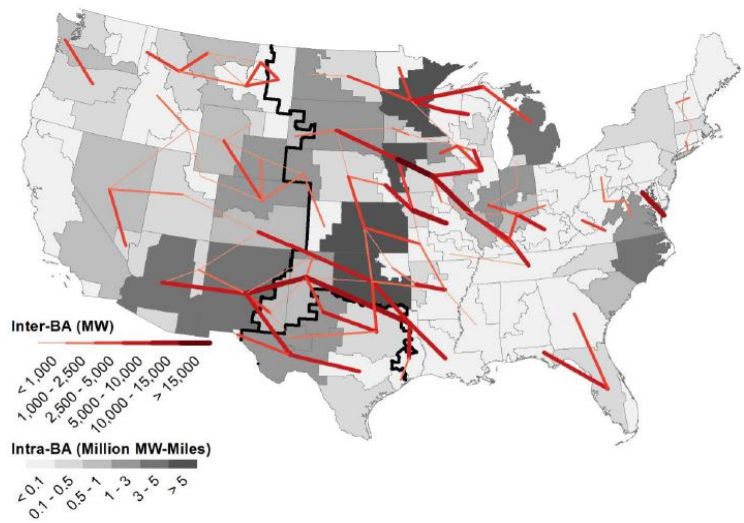 Inter-BA (MW)
< 1,000
1,000 - 2,500
2,500 - 5,000
5,000 - 10,000
10,000 - 15,000
> 15,000
Intra-BA (Million MW-Miles)
< 0.1
0.1 - 0.5
0.5 - 1
1 - 3
3 - 5
> 5